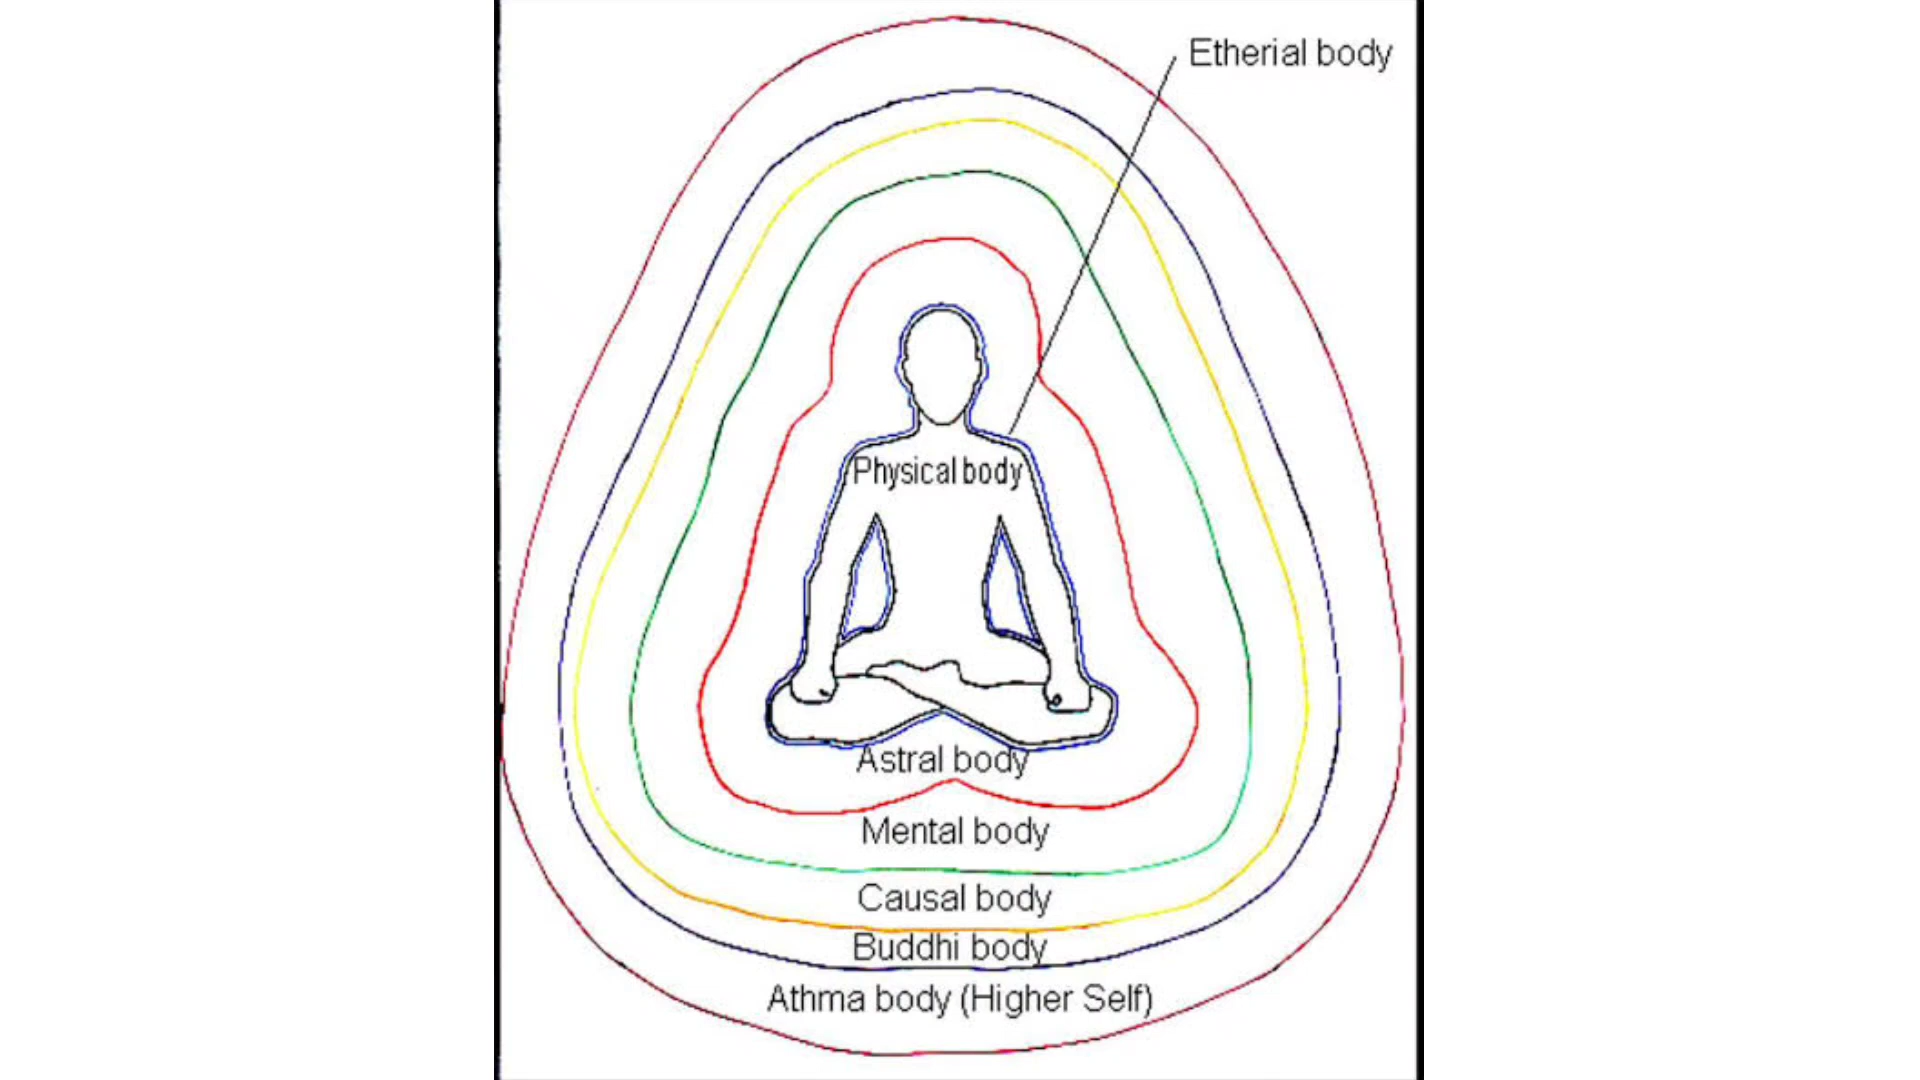 Etherial body
Physical body
Astral body
Mental body
Causal body
Buddhi body
Athma body (Higher Self)